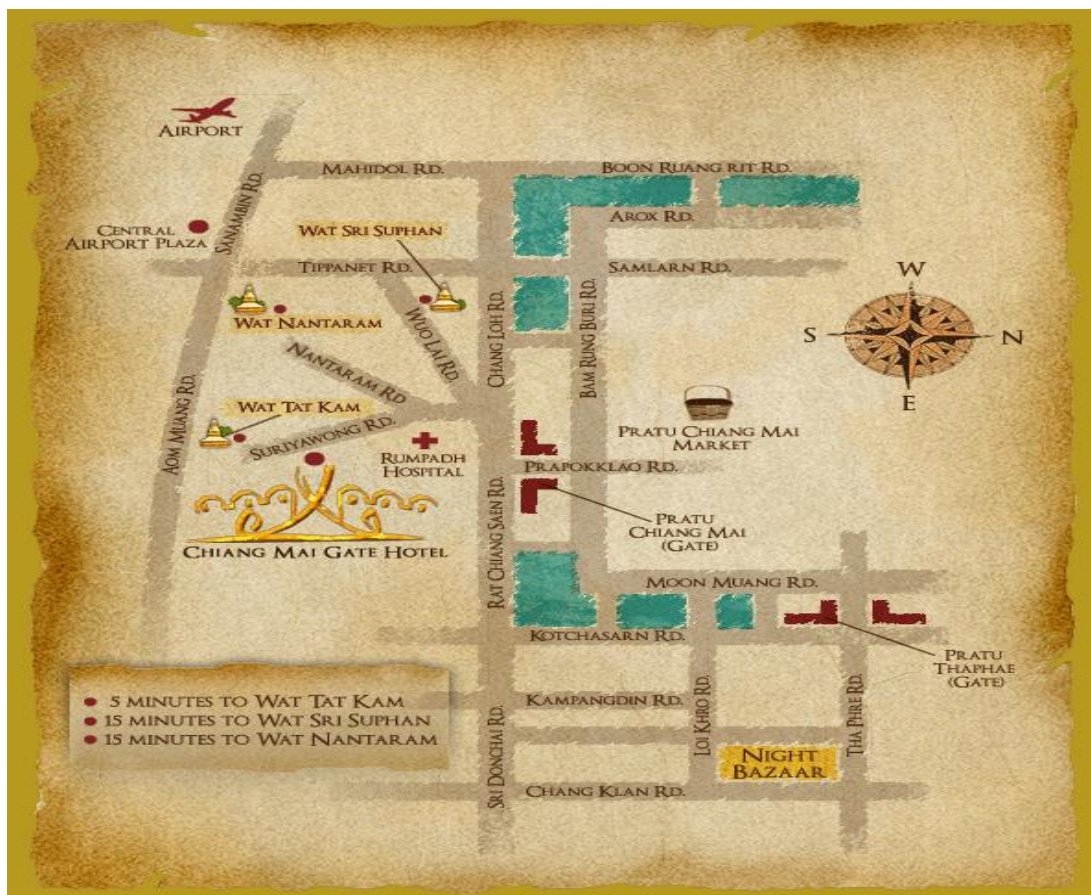 AIRPORT
MAHIDOL RD.
BOON RUANG RIT RD.
SANAMBIN RD.
AROX RD.
CENTRAL
AIRPORT PLAZA
WAT SRI SUPHAN
TIPPANET RD.
SAMLARN RD.
W
S
N
E
WAT NANTARAM
WUO LAI RD.
CHANG LOH RD.
BAM RUNG BURI RD.
NANTARAM RD
AOM MUANG RD.
WAT TAT KAM
SURIYAWONG RD.
RUMPADH
HOSPITAL
PRATU CHIANG MAI
MARKET
PRAPOKKLAO RD.
CHIANG MAI GATE HOTEL
RAT CHIANG SAEN RD.
PRATU
CHIANG MAI
(GATE)
MOON MUANG RD.
KOTCHASARN RD.
PRATU
THAPHAE
(GATE)
5 MINUTES TO WAT TAT KAM
15 MINUTES TO WAT SRI SUPHAN
15 MINUTES TO WAT NANTARAM
KAMPANGDIN RD.
LOI KHRO RD.
THA PHRE RD.
SRI DONCHAI RD.
NIGHT
BAZAAR
CHANG KLAN RD.